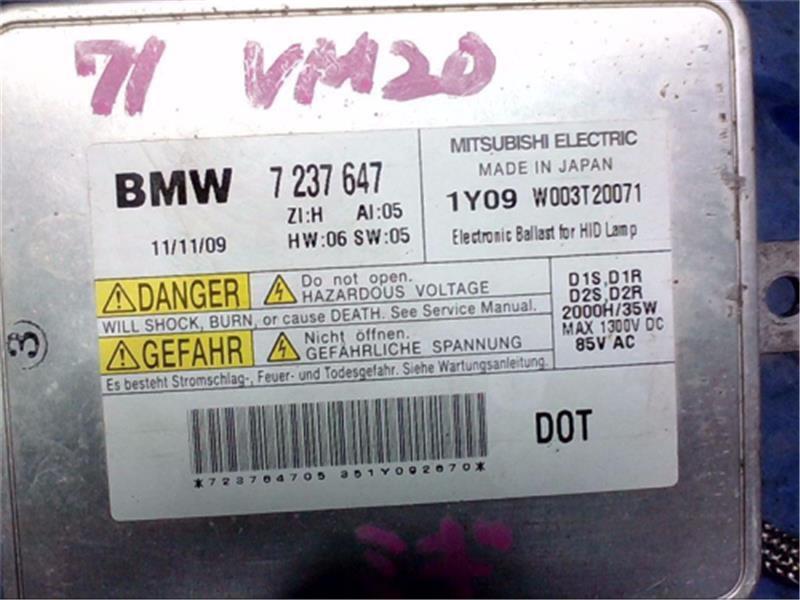 71 VM20
BMW 7 237 647
ZI:H AI:05
11/11/09 HW:06 SW:05
MITSUBISHI ELECTRIC
MADE IN JAPAN
1Y09 W003T20071
Electronic Ballast for HID Lamp
DANGER
Do not open.
HAZARDOUS VOLTAGE
WILL SHOCK, BURN, or cause DEATH. See Service Manual.
GEFAHR
Nicht öffnen.
GEFÄHRLICHE SPANNUNG
Es besteht Stromschlag-, Feuer- und Todesgefahr. Siehe Wartungsanleitung.
D1S,D1R
D2S,D2R
2000H/35W
MAX 1300V DC
85V AC
3
DOT
*723764705 351Y092670*